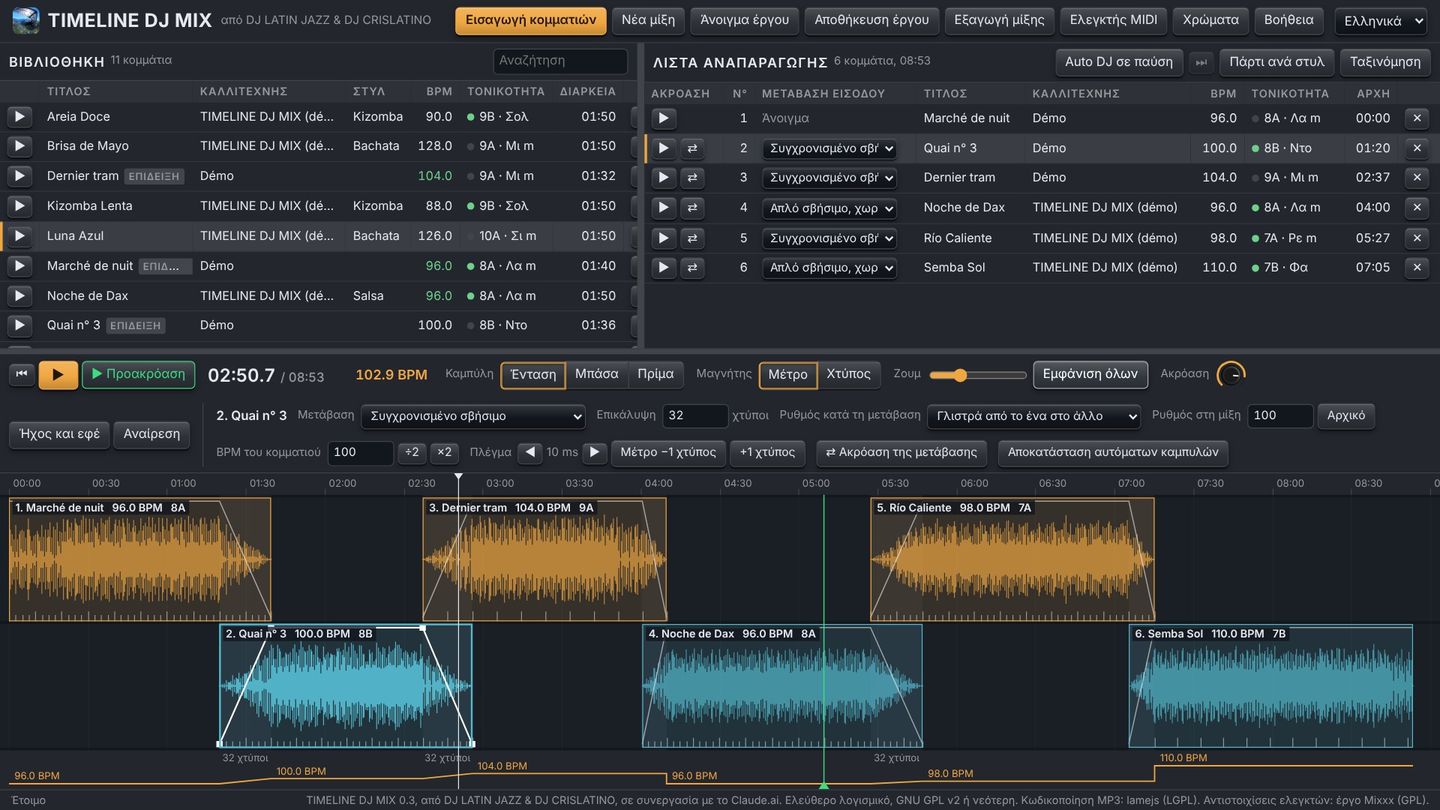 TIMELINE DJ MIX από DJ LATIN JAZZ & DJ CRISLATINO Εισαγωγή κομματιών Νέα μίξη Άνοιγμα έργου Αποθήκευση έργου Εξαγωγή μίξης Ελεγκτής MIDI Χρώματα Βοήθεια Ελληνικά
ΒΙΒΛΙΟΘΗΚΗ 11 κομμάτια Αναζήτηση
ΤΙΤΛΟΣ ΚΑΛΛΙΤΕΧΝΗΣ ΣΤΥΛ BPM ΤΟΝΙΚΟΤΗΤΑ ΔΙΑΡΚΕΙΑ
Areia Doce TIMELINE DJ MIX (dé... Kizomba 90.0 9B · Σολ 01:50
Brisa de Mayo TIMELINE DJ MIX (dé... Bachata 128.0 9A · Μι m 01:50
Dernier tram ΕΠΙΔΕΙΞΗ Démo 104.0 9A · Μι m 01:32
Kizomba Lenta TIMELINE DJ MIX (dé... Kizomba 88.0 9B · Σολ 01:50
Luna Azul TIMELINE DJ MIX (dé... Bachata 126.0 10A · Σι m 01:50
Marché de nuit ΕΠΙΔ... Démo 96.0 8A · Λα m 01:40
Noche de Dax TIMELINE DJ MIX (dé... Salsa 96.0 8A · Λα m 01:50
Quai n° 3 ΕΠΙΔΕΙΞΗ Démo 100.0 8B · Ντο 01:36
ΛΙΣΤΑ ΑΝΑΠΑΡΑΓΩΓΗΣ 6 κομμάτια, 08:53 Auto DJ σε παύση Πάρτι ανά στυλ Ταξινόμηση
ΑΚΡΟΑΣΗ N° ΜΕΤΑΒΑΣΗ ΕΙΣΟΔΟΥ ΤΙΤΛΟΣ ΚΑΛΛΙΤΕΧΝΗΣ BPM ΤΟΝΙΚΟΤΗΤΑ ΑΡΧΗ
1 Άνοιγμα Marché de nuit Démo 96.0 8A · Λα m 00:00
2 Συγχρονισμένο σβή Quai n° 3 Démo 100.0 8B · Ντο 01:20
3 Συγχρονισμένο σβή Dernier tram Démo 104.0 9A · Μι m 02:37
4 Απλό σβήσιμο, χωρ Noche de Dax TIMELINE DJ MIX (démo) 96.0 8A · Λα m 04:00
5 Συγχρονισμένο σβή Río Caliente TIMELINE DJ MIX (démo) 98.0 7A · Ρε m 05:27
6 Απλό σβήσιμο, χωρ Semba Sol TIMELINE DJ MIX (démo) 110.0 7B · Φα 07:05
Προακρόαση 02:50.7 / 08:53 102.9 BPM Καμπύλη Ένταση Μπάσα Πρίμα Μαγνήτης Μέτρο Χτύπος Ζουμ Εμφάνιση όλων Ακρόαση
Ήχος και εφέ Αναίρεση
2. Quai n° 3 Μετάβαση Συγχρονισμένο σβήσιμο Επικάλυψη 32 χτύποι Ρυθμός κατά τη μετάβαση Γλιστρά από το ένα στο άλλο Ρυθμός στη μίξη 100 Αρχικό
BPM του κομματιού 100 ÷2 ×2 Πλέγμα 10 ms Μέτρο −1 χτύπος +1 χτύπος ⇄ Ακρόαση της μετάβασης Αποκατάσταση αυτόματων καμπυλών
00:00 00:30 01:00 01:30 02:00 02:30 03:00 03:30 04:00 04:30 05:00 05:30 06:00 06:30 07:00 07:30 08:00 08:30
1. Marché de nuit 96.0 BPM 8A
3. Dernier tram 104.0 BPM 9A
5. Río Caliente 98.0 BPM 7A
2. Quai n° 3 100.0 BPM 8B
4. Noche de Dax 96.0 BPM 8A
6. Semba Sol 110.0 BPM 7B
32 χτύποι 32 χτύποι 32 χτύποι
96.0 BPM 100.0 BPM 104.0 BPM 96.0 BPM 98.0 BPM 110.0 BPM
Έτοιμο TIMELINE DJ MIX 0.3, από DJ LATIN JAZZ & DJ CRISLATINO, σε συνεργασία με το Claude.ai. Ελεύθερο λογισμικό, GNU GPL v2 ή νεότερη. Κωδικοποίηση MP3: lamejs (LGPL). Αντιστοιχίσεις ελεγκτών: έργο Mixxx (GPL).